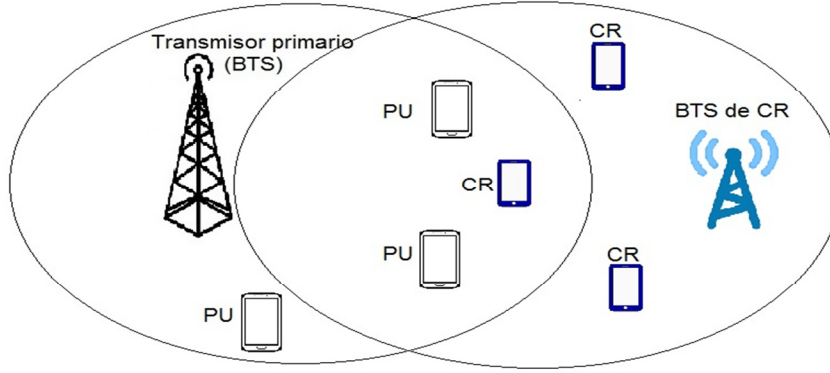 Transmisor primario
(BTS)
CR
PU
BTS de CR
CR
PU
CR
PU